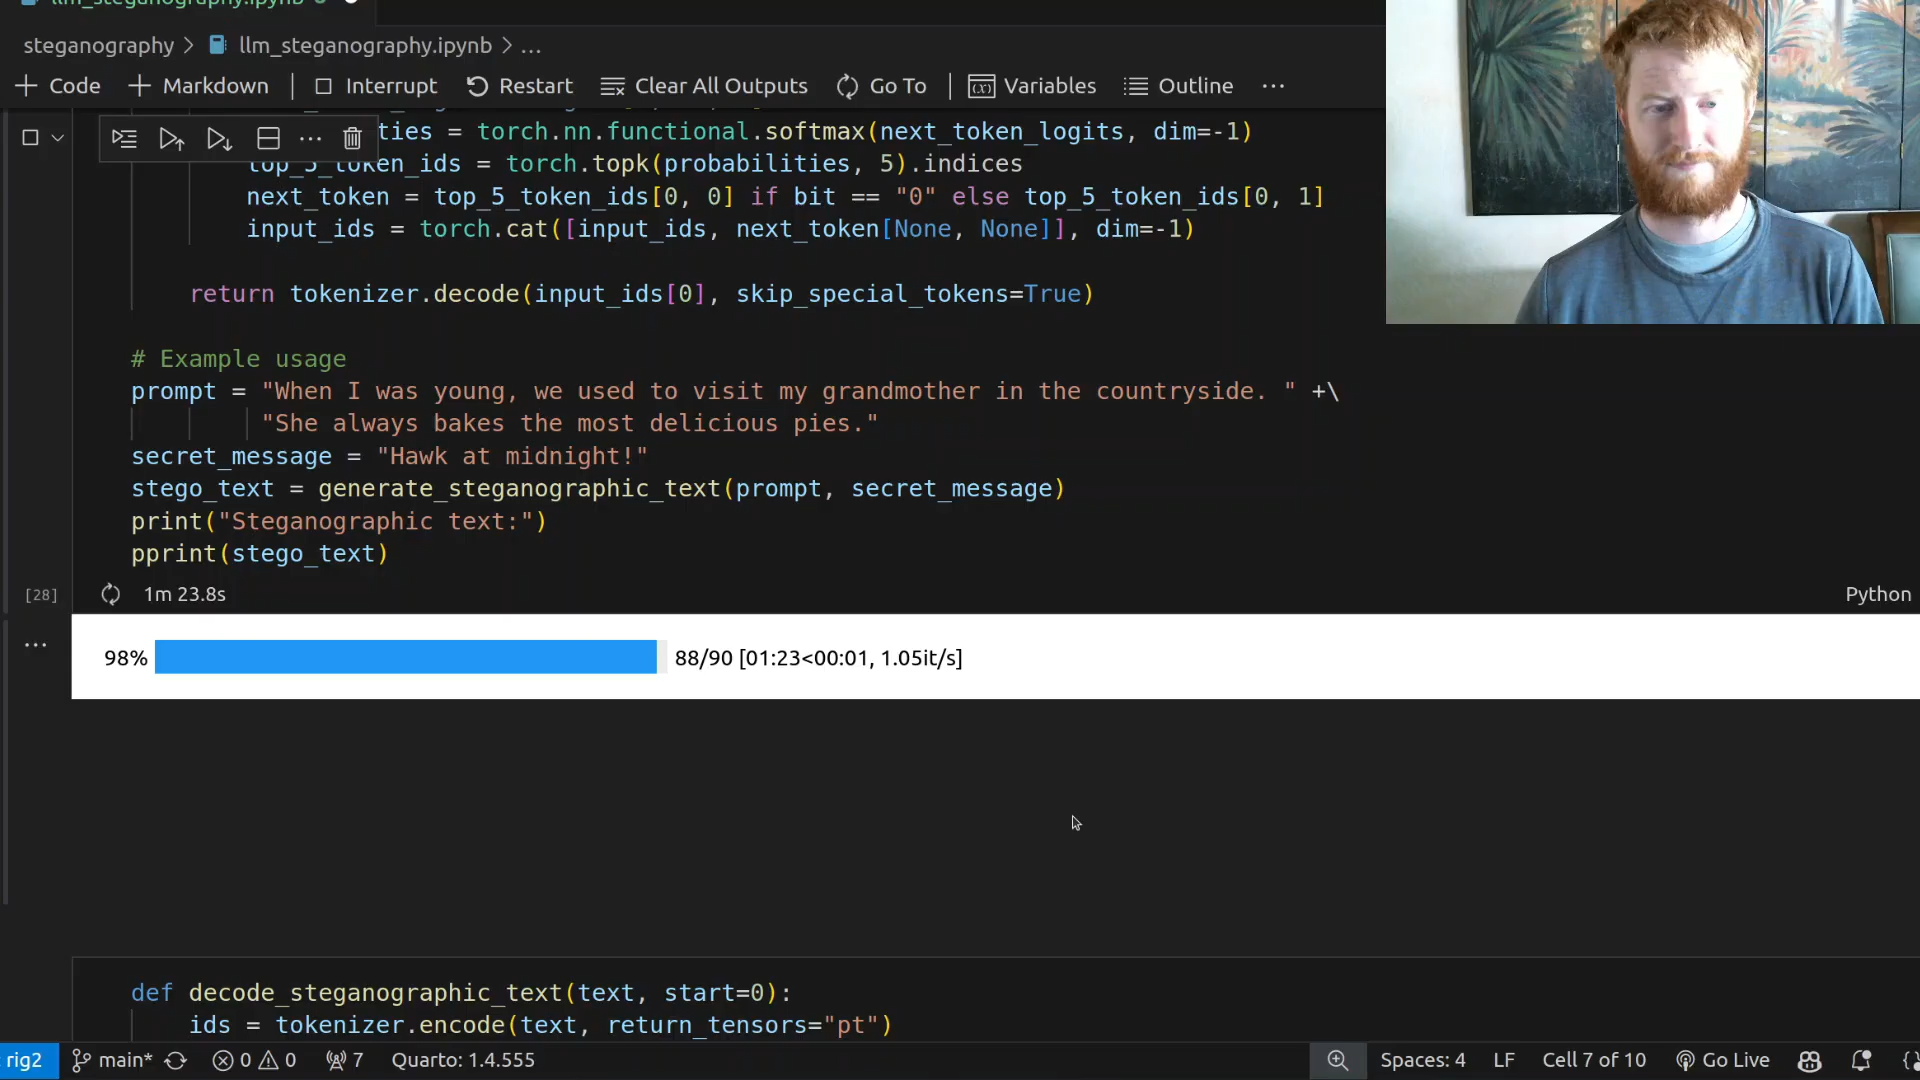 llm_steganography.ipynb
steganography > llm_steganography.ipynb > ...
+ Code + Markdown | Interrupt Restart Clear All Outputs Go To | Variables Outline ...
ties = torch.nn.functional.softmax(next_token_logits, dim=-1)
top_5_token_ids = torch.topk(probabilities, 5).indices
next_token = top_5_token_ids[0, 0] if bit == "0" else top_5_token_ids[0, 1]
input_ids = torch.cat([input_ids, next_token[None, None]], dim=-1)
return tokenizer.decode(input_ids[0], skip_special_tokens=True)
# Example usage
prompt = "When I was young, we used to visit my grandmother in the countryside. " +\
"She always bakes the most delicious pies."
secret_message = "Hawk at midnight!"
stego_text = generate_steganographic_text(prompt, secret_message)
print("Steganographic text:")
pprint(stego_text)
[28] 1m 23.8s Python
98% 88/90 [01:23<00:01, 1.05it/s]
def decode_steganographic_text(text, start=0):
ids = tokenizer.encode(text, return_tensors="pt")
rig2 main* 0 0 7 Quarto: 1.4.555 Spaces: 4 LF Cell 7 of 10 Go Live